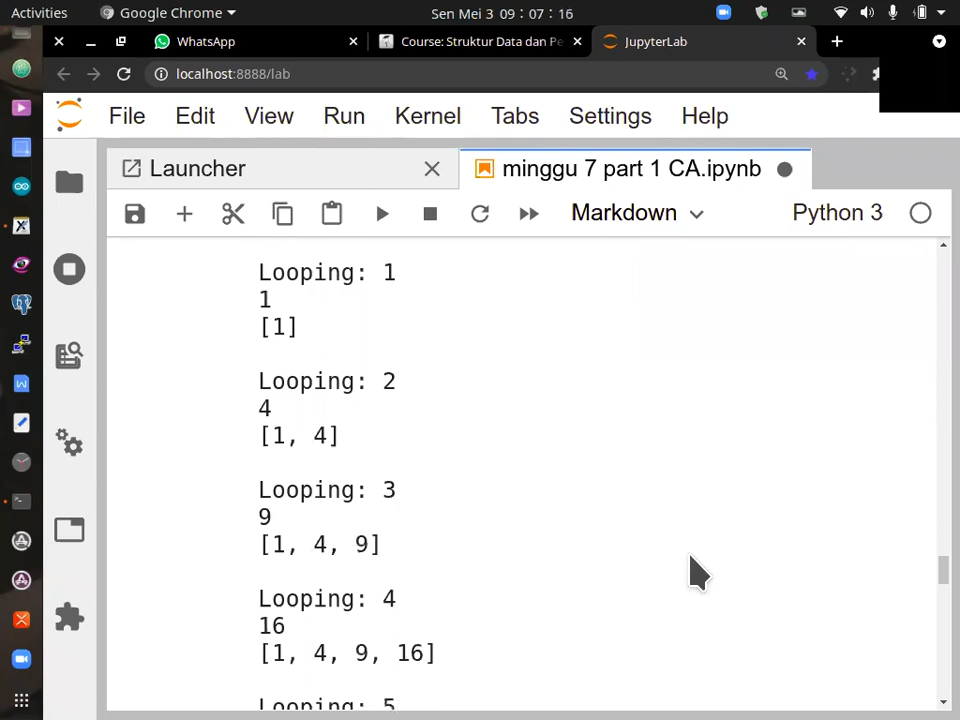 Activities
Google Chrome
Sen Mei 3 09:07:16
WhatsApp
Course: Struktur Data dan Pe
JupyterLab
localhost:8888/lab
File
Edit
View
Run
Kernel
Tabs
Settings
Help
Launcher
minggu 7 part 1 CA.ipynb
Markdown
Python 3
Looping: 1
1
[1]
Looping: 2
4
[1, 4]
Looping: 3
9
[1, 4, 9]
Looping: 4
16
[1, 4, 9, 16]
Looping: 5